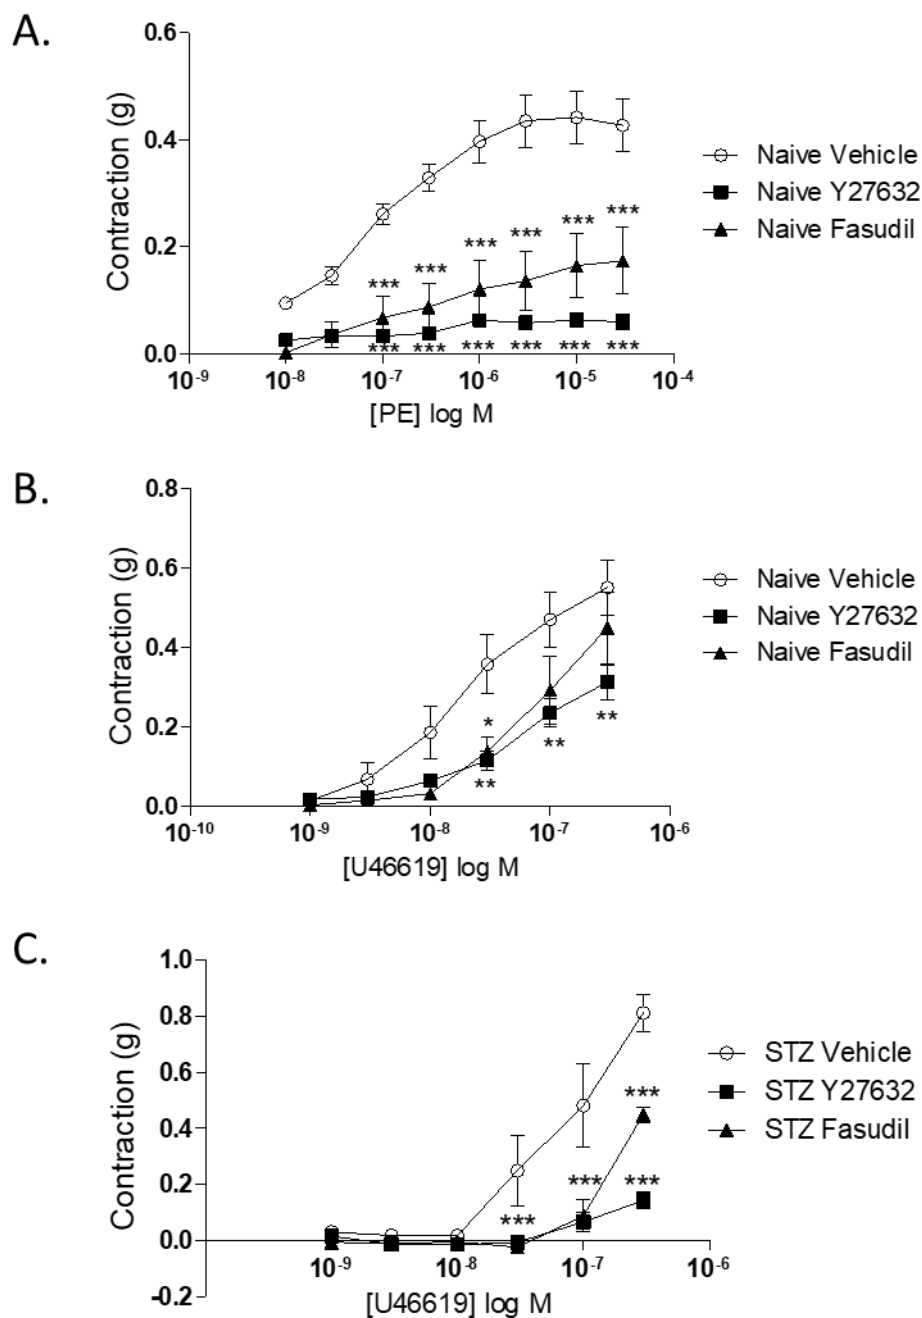 A.
0.6
0.4
0.2
0.0
Contraction (g)
*** *** *** *** *** ***
*** *** *** *** *** ***
10-9 10-8 10-7 10-6 10-5 10-4
[PE] log M
Naive Vehicle
Naive Y27632
Naive Fasudil
B.
0.8
0.6
0.4
0.2
0.0
Contraction (g)
*
** ** **
10-10 10-9 10-8 10-7 10-6
[U46619] log M
Naive Vehicle
Naive Y27632
Naive Fasudil
C.
1.0
0.8
0.6
0.4
0.2
0.0
-0.2
Contraction (g)
***
*** *** ***
10-9 10-8 10-7 10-6
[U46619] log M
STZ Vehicle
STZ Y27632
STZ Fasudil